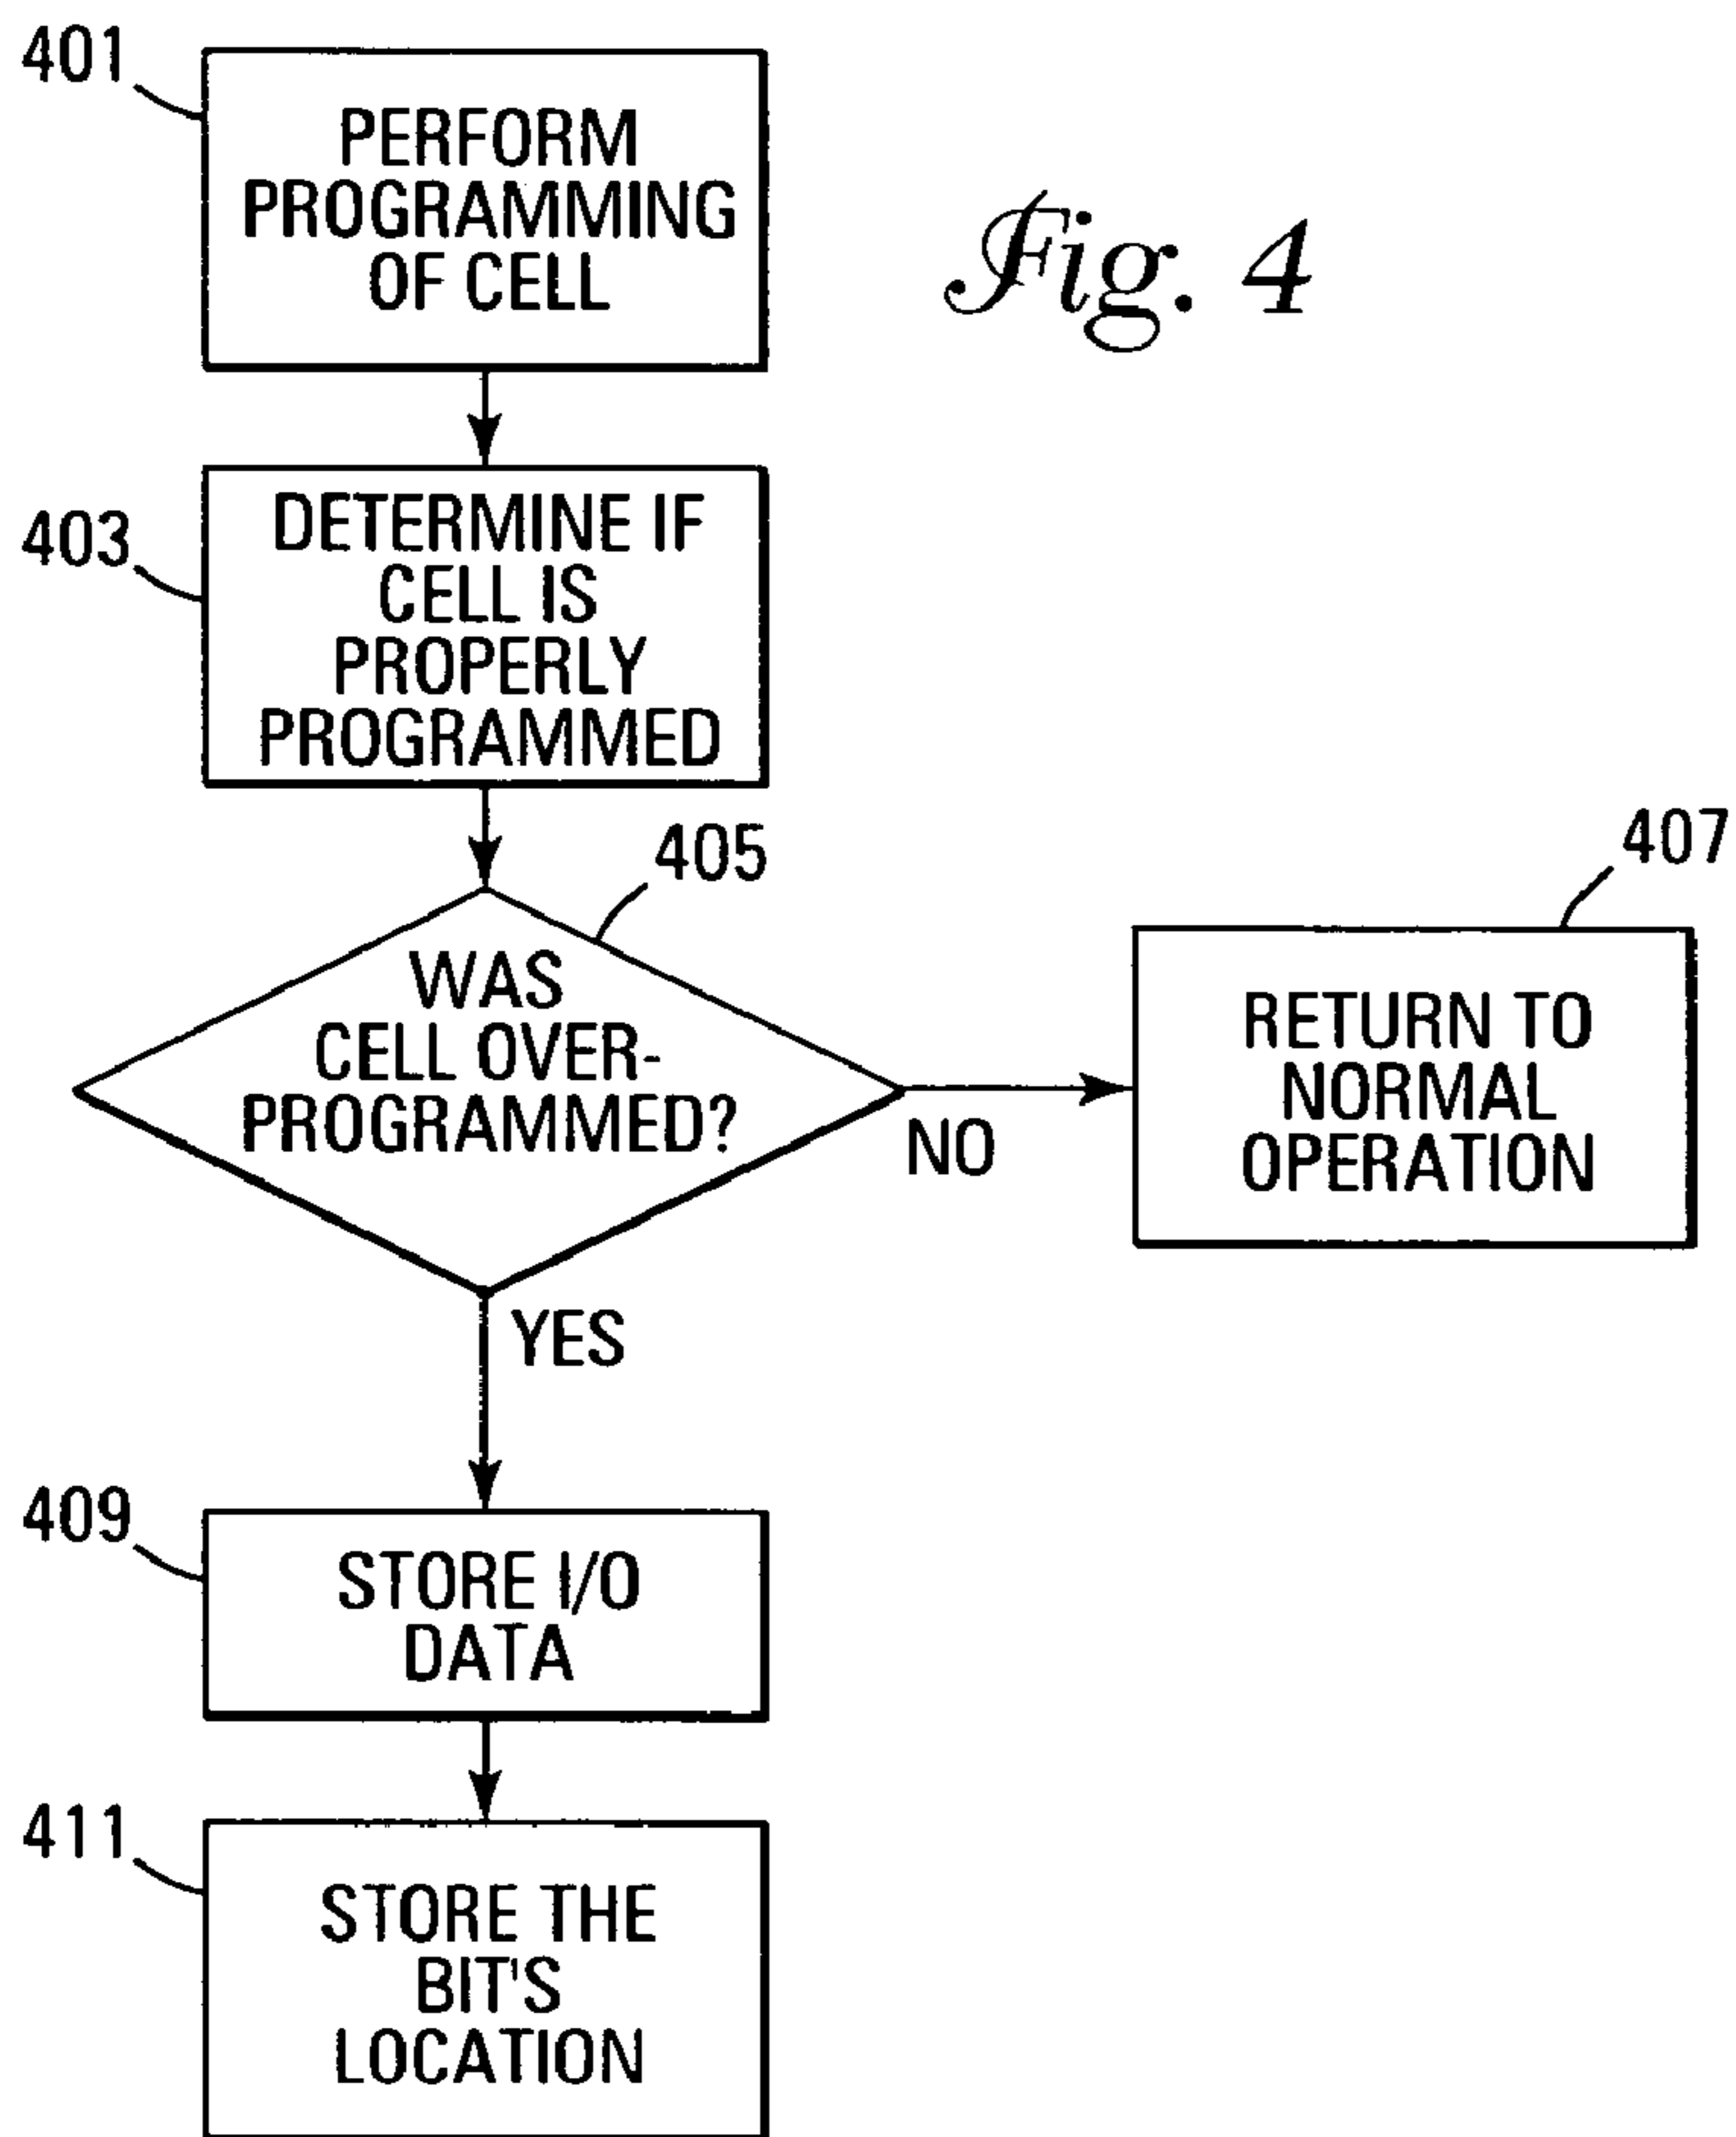 401
PERFORM
PROGRAMMING
OF CELL
Fig. 4
403
DETERMINE IF
CELL IS
PROPERLY
PROGRAMMED
405
WAS
CELL OVER-
PROGRAMMED?
NO
407
RETURN TO
NORMAL
OPERATION
YES
409
STORE I/O
DATA
411
STORE THE
BIT'S
LOCATION